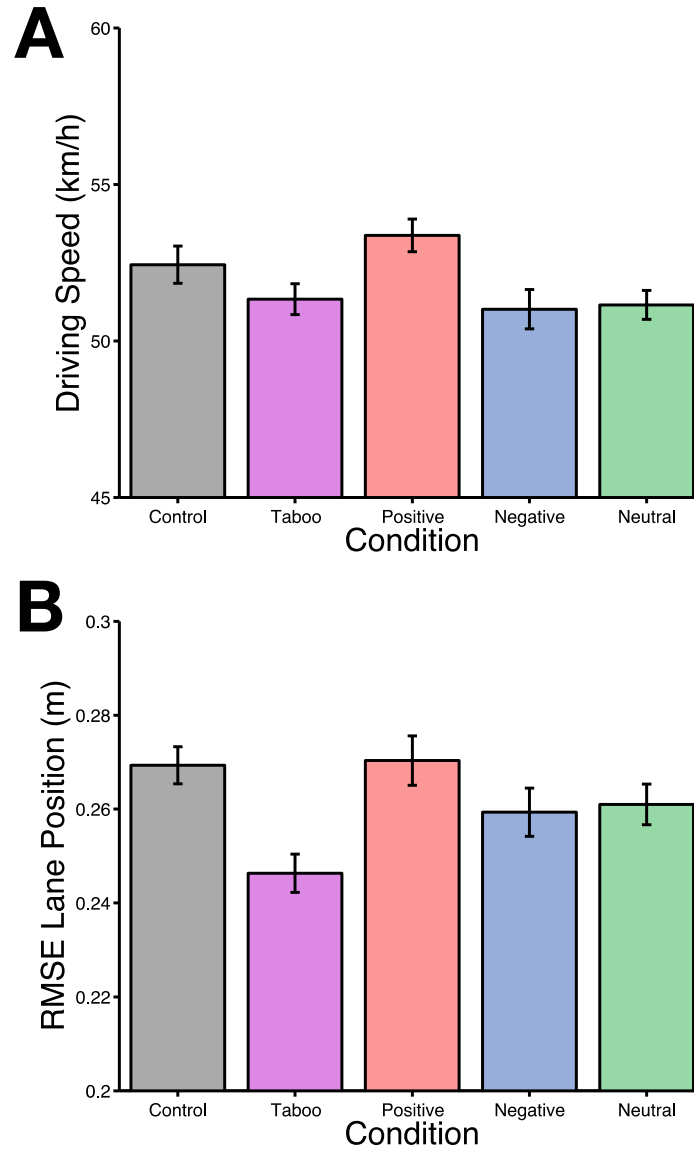 A
Driving Speed (km/h)
60
55
50
45
Control Taboo Positive Negative Neutral
Condition
B
RMSE Lane Position (m)
0.3
0.28
0.26
0.24
0.22
0.2
Control Taboo Positive Negative Neutral
Condition